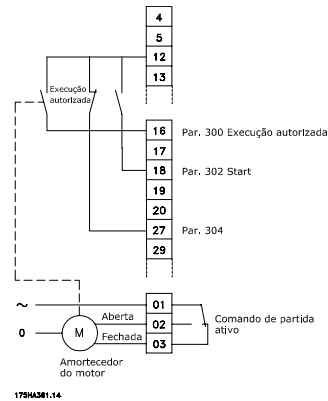 4
5
12
13
Execução
autorizada
16 Par. 300 Execução autorizada
17
18 Par. 302 Start
19
20
27 Par. 304
29
~ 01
Aberta 02 Comando de partida
ativo
0 M Fechada 03
Amortecedor
do motor
175HA361.14